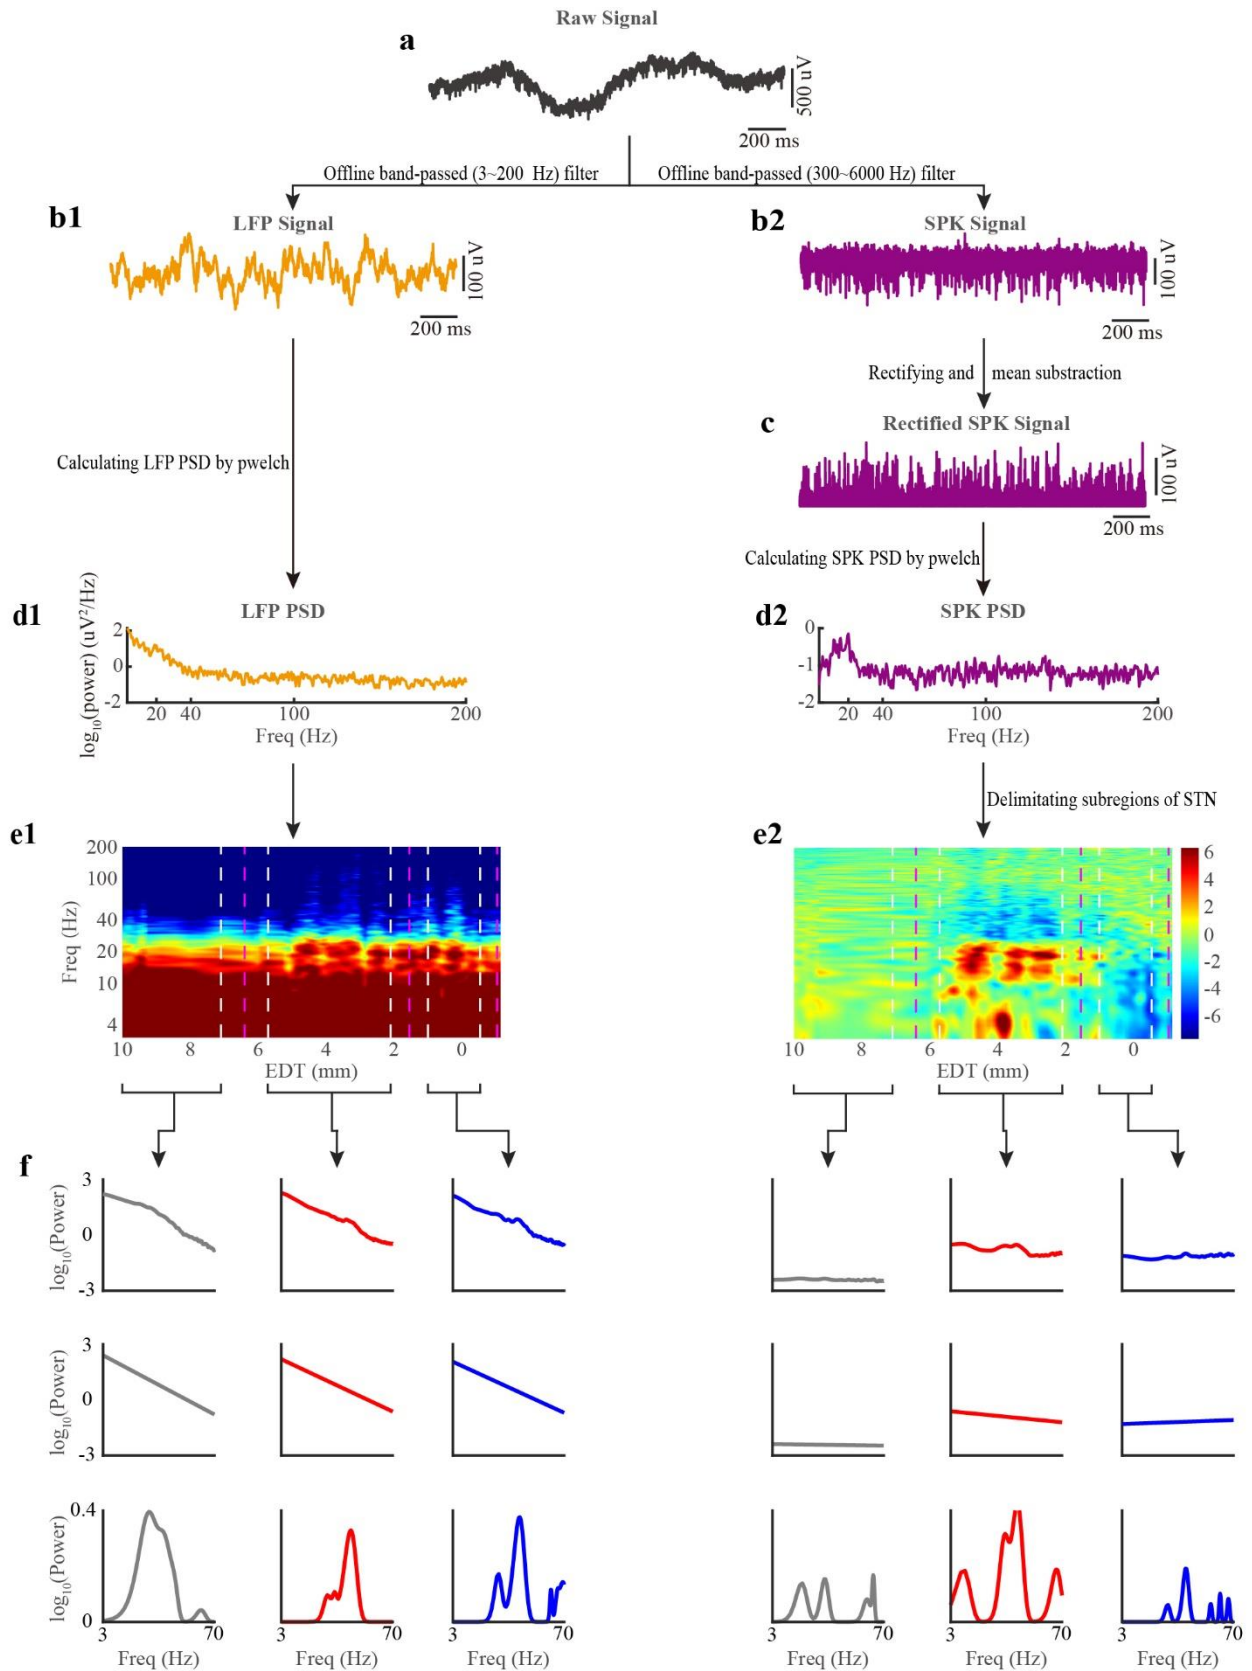 Raw Signal
a
500 uV
200 ms
Offline band-passed (3~200 Hz) filter
Offline band-passed (300~6000 Hz) filter
b1
LFP Signal
100 uV
200 ms
b2
SPK Signal
100 uV
200 ms
Rectifying and mean substraction
c
Rectified SPK Signal
100 uV
200 ms
Calculating LFP PSD by pwelch
Calculating SPK PSD by pwelch
d1
LFP PSD
log10(power) (uV²/Hz)
2
0
-2
20 40 100 200
Freq (Hz)
d2
SPK PSD
0
-1
-2
20 40 100 200
Freq (Hz)
Delimitating subregions of STN
e1
Freq (Hz)
200
100
40
20
10
4
10 8 6 4 2 0
EDT (mm)
e2
10 8 6 4 2 0
EDT (mm)
6
4
2
0
-2
-4
-6
f
log10(Power)
3
0
-3
log10(Power)
-3
log10(Power)
3
0
-3
log10(Power)
-3
log10(Power)
0.4
0
3 70 3 70 3 70
Freq (Hz) Freq (Hz) Freq (Hz)
log10(Power)
3 70 3 70 3 70
Freq (Hz) Freq (Hz) Freq (Hz)